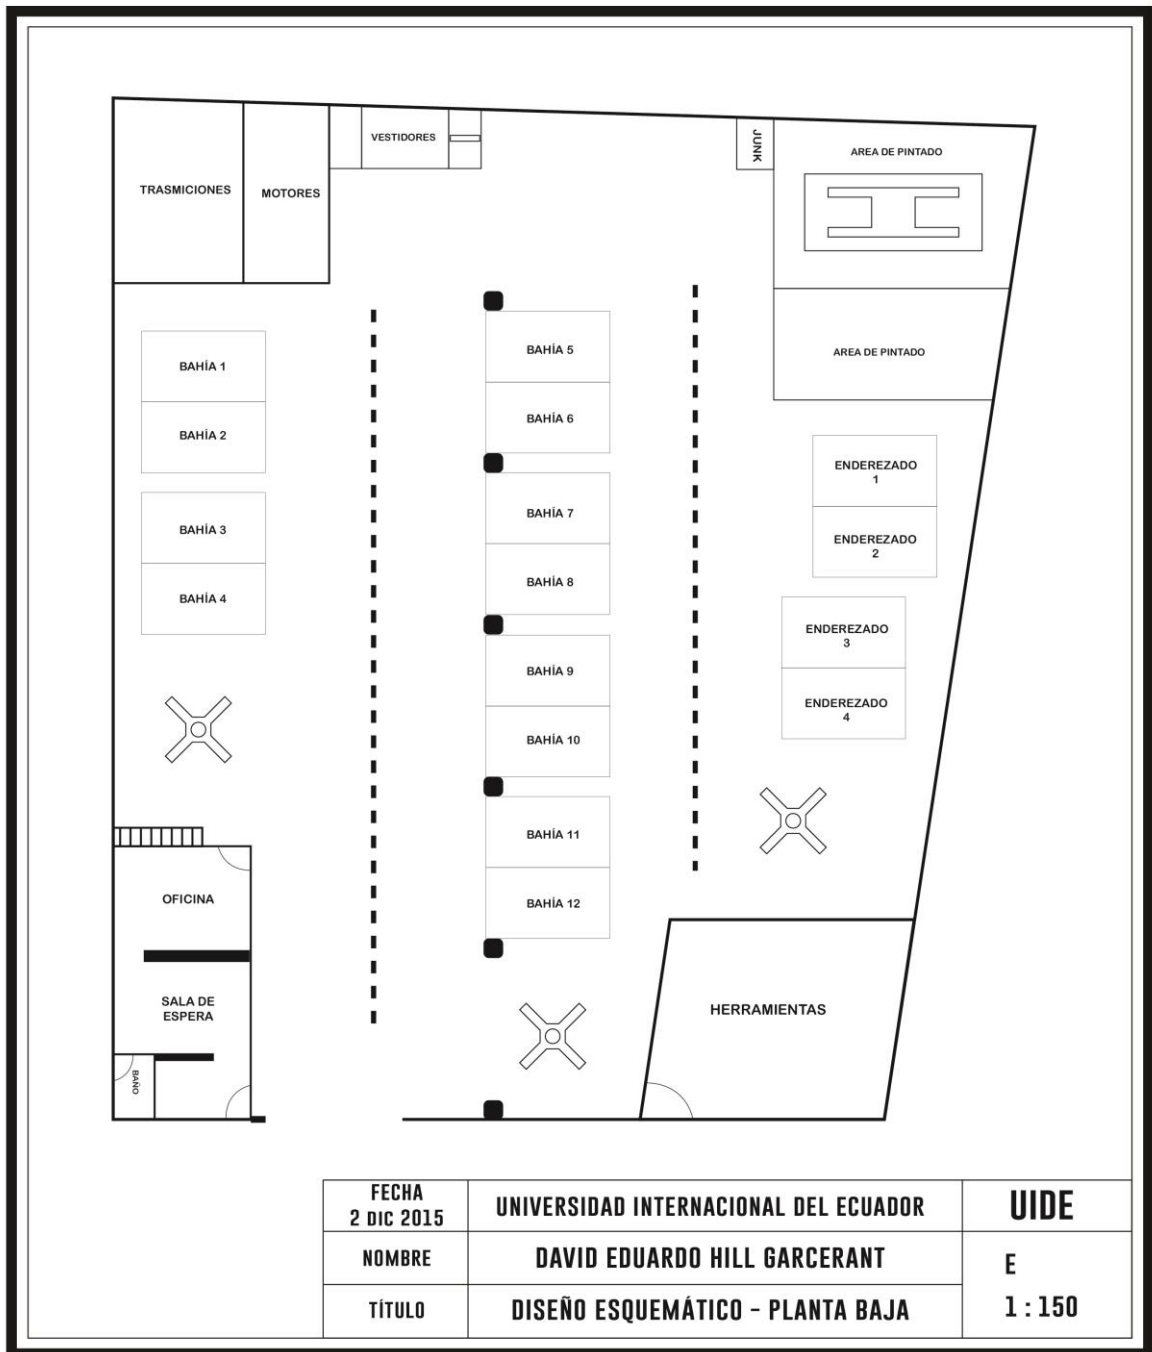 VESTIDORES
JUNK
AREA DE PINTADO
TRASMICIONES
MOTORES
BAHÍA 1
BAHÍA 2
BAHÍA 3
BAHÍA 4
BAHÍA 5
BAHÍA 6
BAHÍA 7
BAHÍA 8
BAHÍA 9
BAHÍA 10
BAHÍA 11
BAHÍA 12
AREA DE PINTADO
ENDEREZADO
1
ENDEREZADO
2
ENDEREZADO
3
ENDEREZADO
4
OFICINA
SALA DE
ESPERA
BAÑO
HERRAMIENTAS
FECHA
2 DIC 2015
UNIVERSIDAD INTERNACIONAL DEL ECUADOR
UIDE
NOMBRE
DAVID EDUARDO HILL GARCERANT
E
1 : 150
TÍTULO
DISEÑO ESQUEMÁTICO - PLANTA BAJA